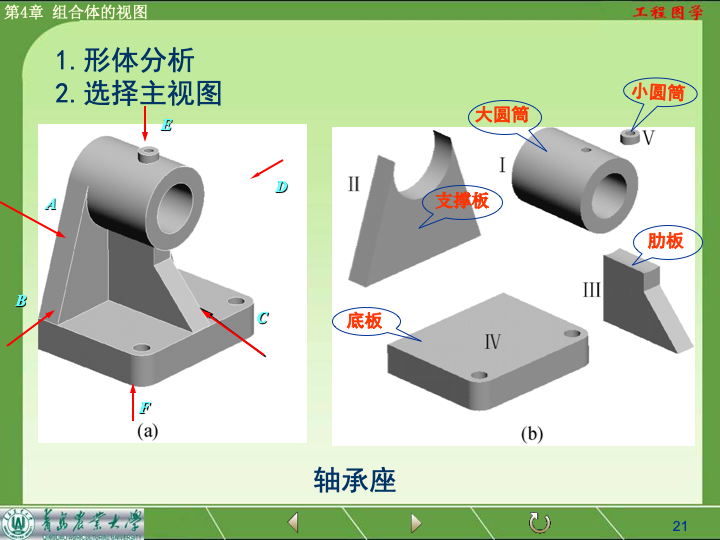 第4章 组合体的视图
工程图学
1.形体分析
2.选择主视图
小圆筒
大圆筒
E
V
I
II
D
支撑板
A
肋板
III
B
C
底板
IV
F
(a)
(b)
轴承座
青岛农业大学
21